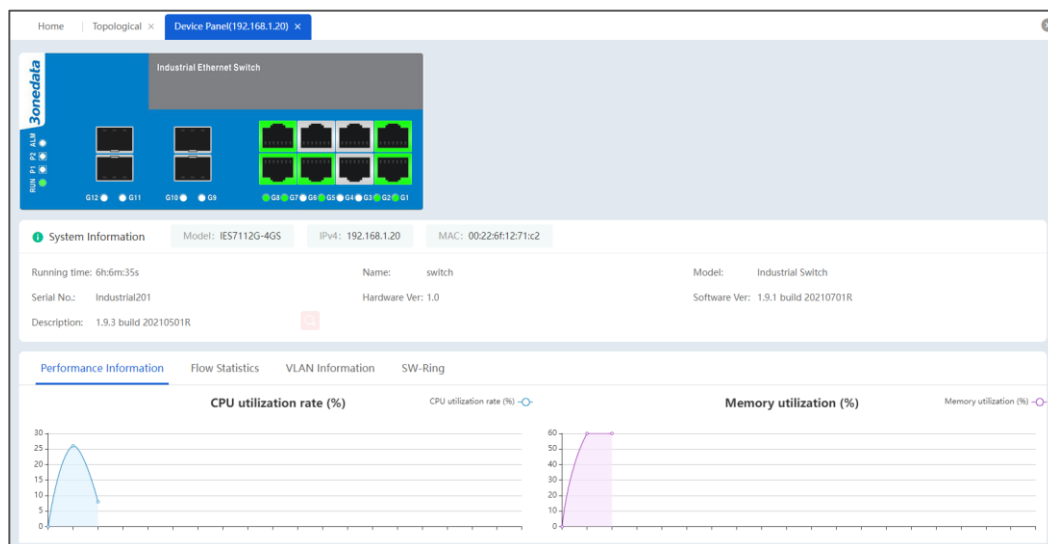 Home Topological × Device Panel(192.168.1.20) ×
3onedata
Industrial Ethernet Switch
RUN P1 P2 ALM
G12 G11 G10 G9 G8 G7 G6 G5 G4 G3 G2 G1
System Information Model: IES7112G-4GS IPv4: 192.168.1.20 MAC: 00:22:6f:12:71:c2
Running time: 6h:6m:35s Name: switch Model: Industrial Switch
Serial No.: Industrial201 Hardware Ver: 1.0 Software Ver: 1.9.1 build 20210701R
Description: 1.9.3 build 20210501R
Performance Information Flow Statistics VLAN Information SW-Ring
CPU utilization rate (%) CPU utilization rate (%)
30
25
20
15
10
5
0
Memory utilization (%) Memory utilization (%)
60
50
40
30
20
10
0